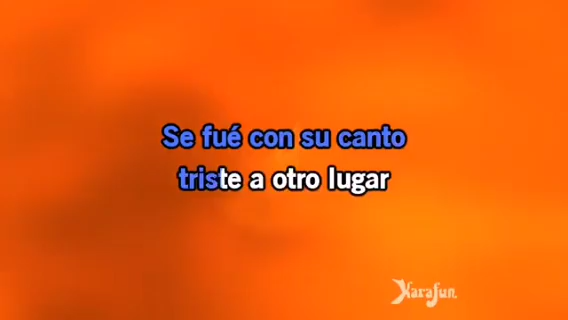 Se fué con su canto
triste a otro lugar
KaraFun